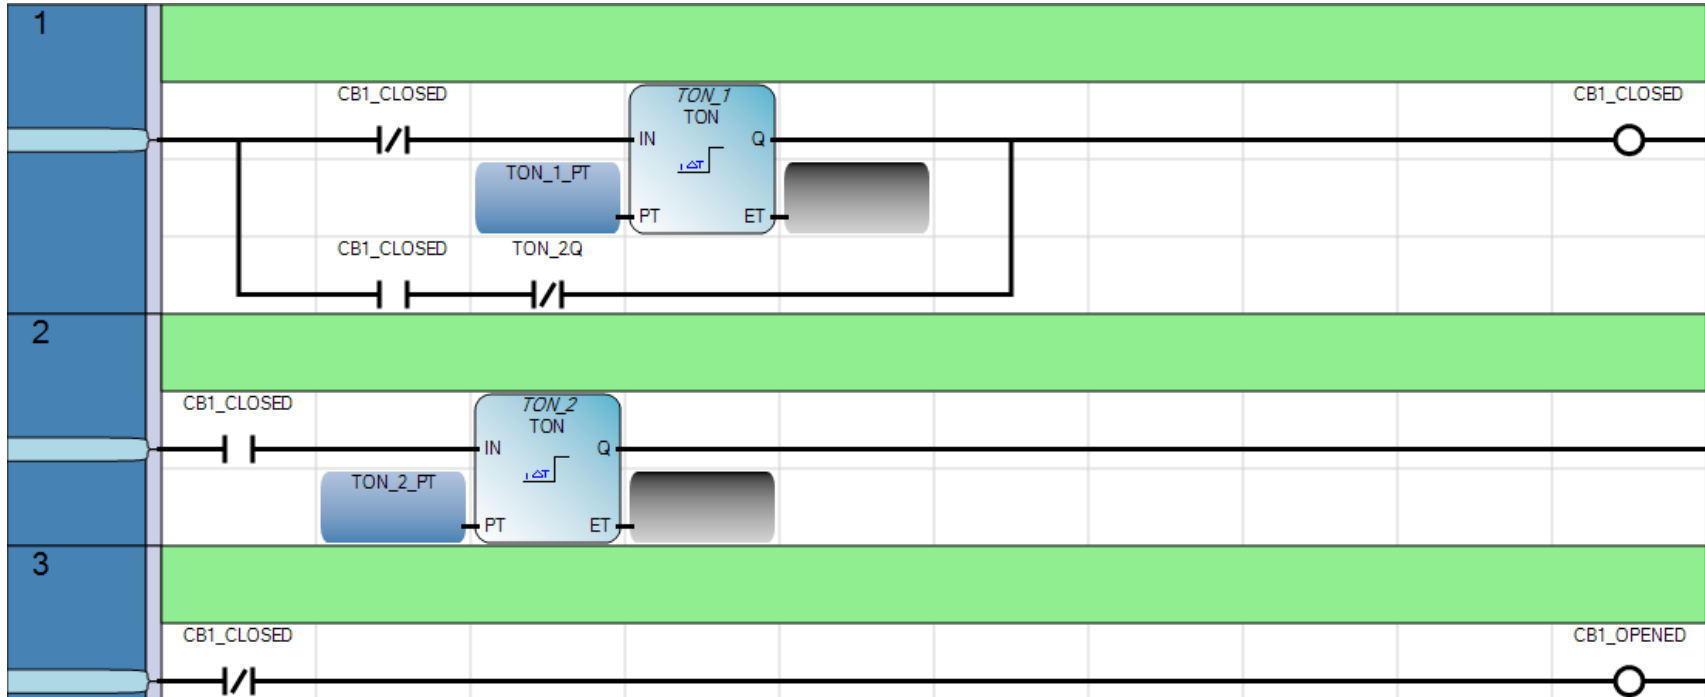 1
CB1_CLOSED
TON_1
TON
CB1_CLOSED
IN
Q
TON_1_PT
PT
ET
CB1_CLOSED
TON_2.Q
2
CB1_CLOSED
TON_2
TON
IN
Q
TON_2_PT
PT
ET
3
CB1_CLOSED
CB1_OPENED